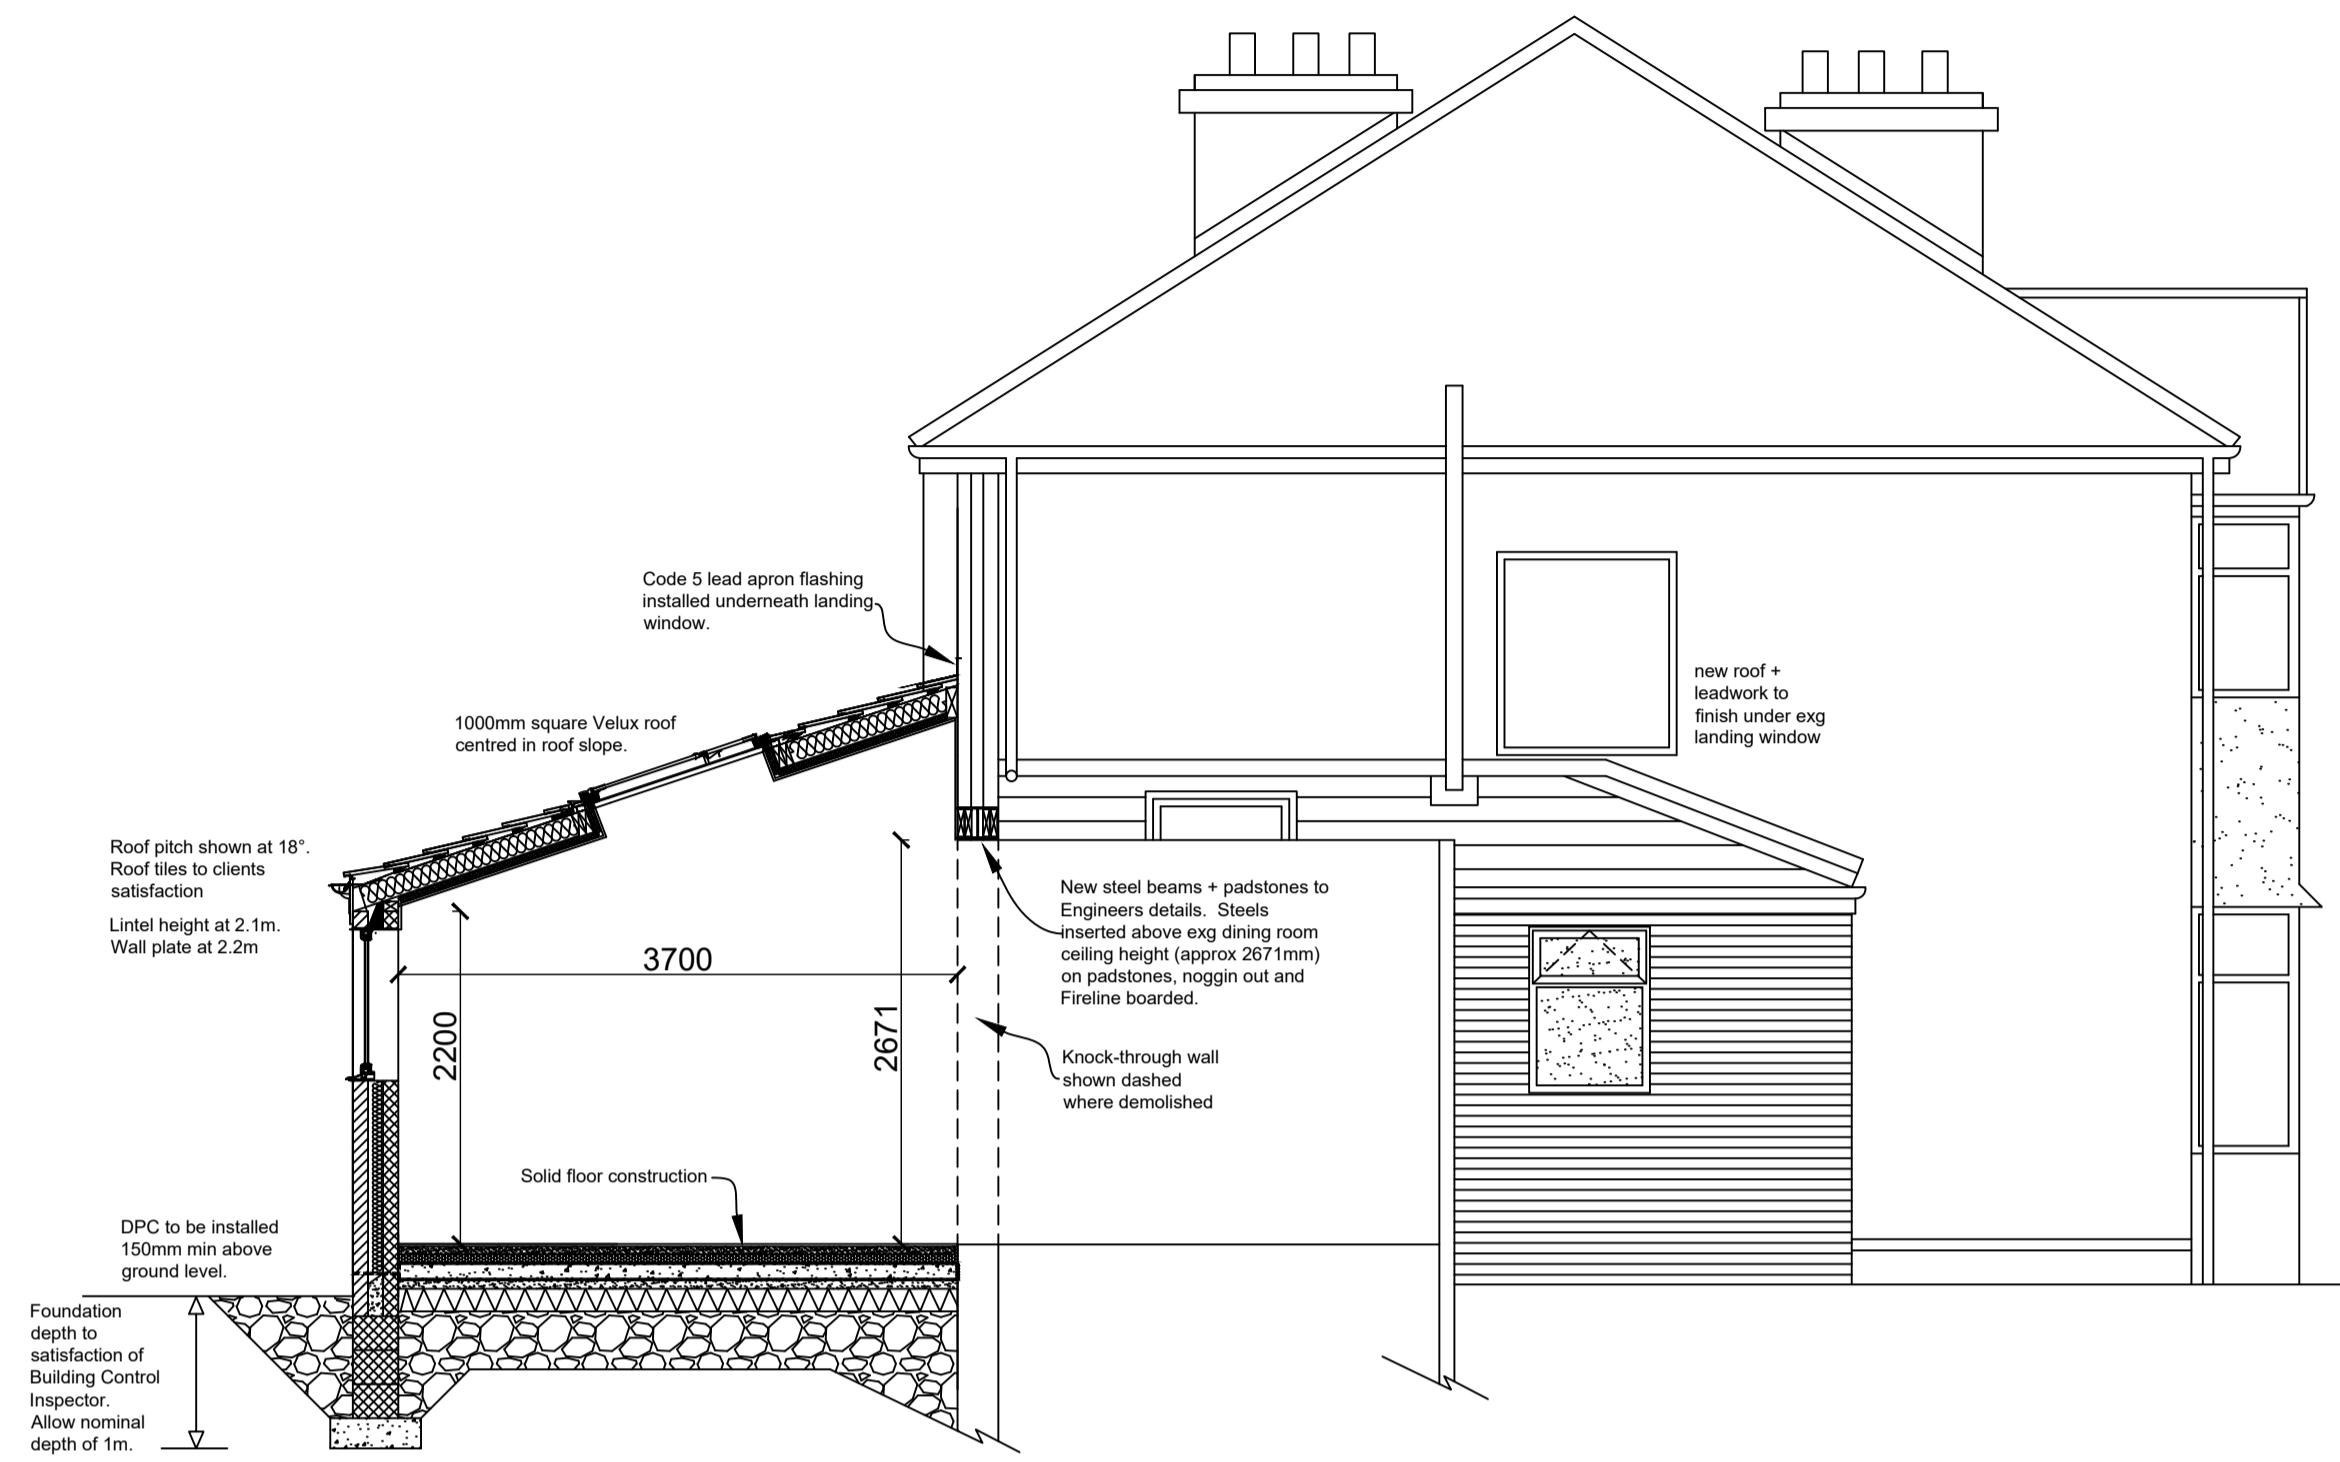 Code 5 lead apron flashing
installed underneath landing
window.
new roof +
leadwork to
finish under exg
landing window
1000mm square Velux roof
centred in roof slope.
Roof pitch shown at 18°.
Roof tiles to clients
satisfaction
Lintel height at 2.1m.
Wall plate at 2.2m
New steel beams + padstones to
Engineers details. Steels
inserted above exg dining room
ceiling height (approx 2671mm)
on padstones, noggin out and
Fireline boarded.
3700
2200
2671
Knock-through wall
shown dashed
where demolished
Solid floor construction
DPC to be installed
150mm min above
ground level.
Foundation
depth to
satisfaction of
Building Control
Inspector.
Allow nominal
depth of 1m.